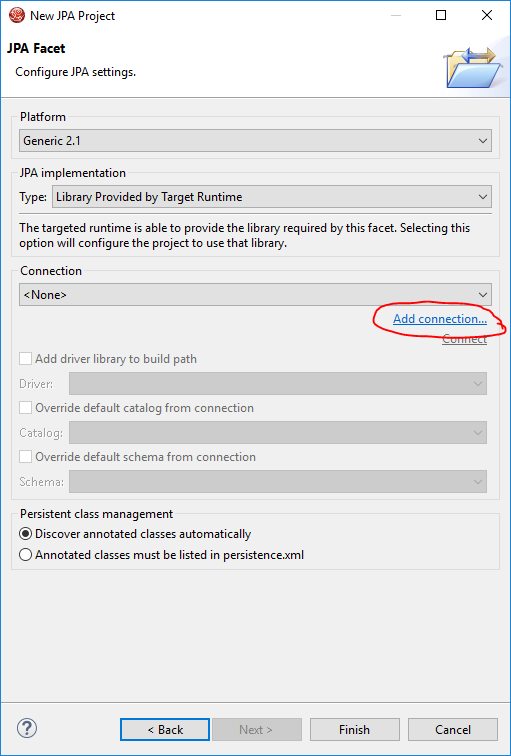 New JPA Project
JPA Facet
Configure JPA settings.
Platform
Generic 2.1
JPA implementation
Type: Library Provided by Target Runtime
The targeted runtime is able to provide the library required by this facet. Selecting this
option will configure the project to use that library.
Connection
<None>
Add connection...
Connect
Add driver library to build path
Driver:
Override default catalog from connection
Catalog:
Override default schema from connection
Schema:
Persistent class management
Discover annotated classes automatically
Annotated classes must be listed in persistence.xml
? < Back Next > Finish Cancel